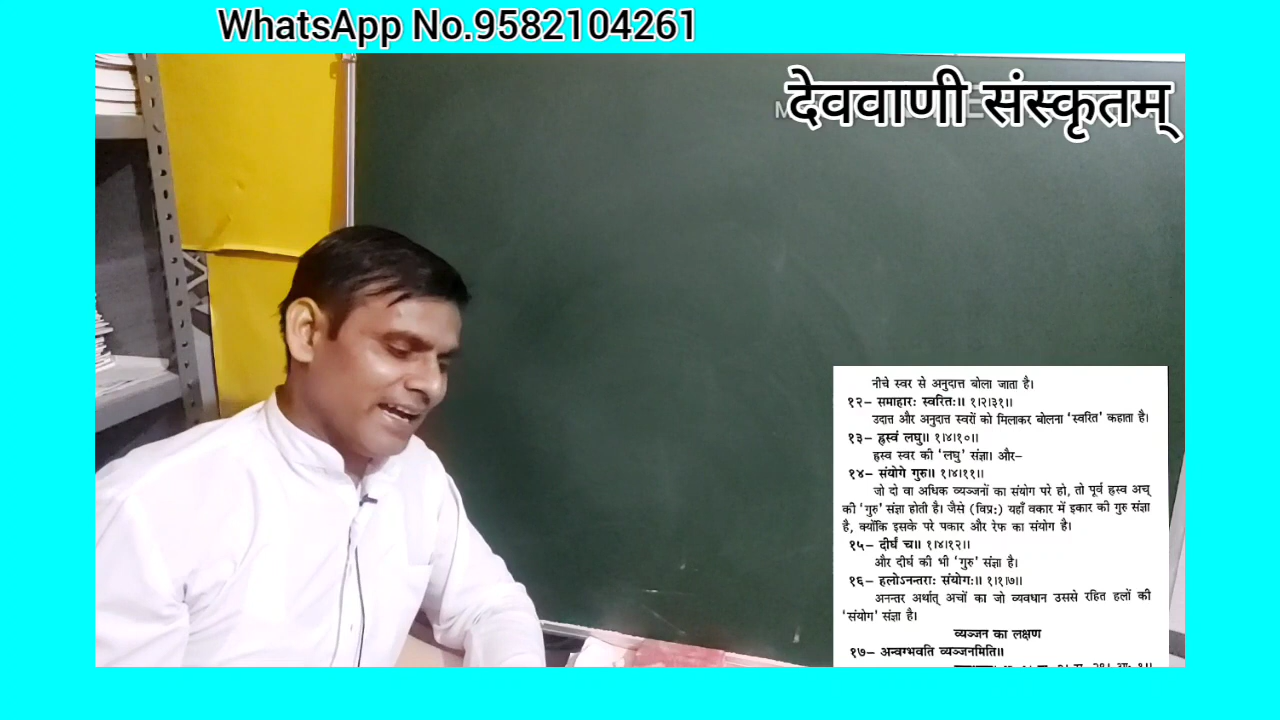 WhatsApp No.9582104261
देववाणी संस्कृतम्
नीचे स्वर से अनुदात्त बोला जाता है।
१२– समाहारः स्वरितः॥ १।२।३१॥
उदात्त और अनुदात्त स्वरों को मिलाकर बोलना ‘स्वरित’ कहाता है।
१३– ह्रस्वं लघु॥ १।४।१०॥
ह्रस्व स्वर की ‘लघु’ संज्ञा। और–
१४– संयोगे गुरु॥ १।४।११॥
जो दो वा अधिक व्यञ्जनों का संयोग परे हो, तो पूर्व ह्रस्व अच्
की ‘गुरु’ संज्ञा होती है। जैसे (विप्र:) यहाँ वकार में इकार की गुरु संज्ञा
है, क्योंकि इसके परे पकार और रेफ का संयोग है।
१५– दीर्घं च॥ १।४।१२॥
और दीर्घ की भी ‘गुरु’ संज्ञा है।
१६– हलोऽनन्तराः संयोगः॥ १।१।७॥
अनन्तर अर्थात् अचों का जो व्यवधान उससे रहित हलों की
‘संयोग’ संज्ञा है।
व्यञ्जन का लक्षण
१७– अन्वग्भवति व्यञ्जनमिति॥